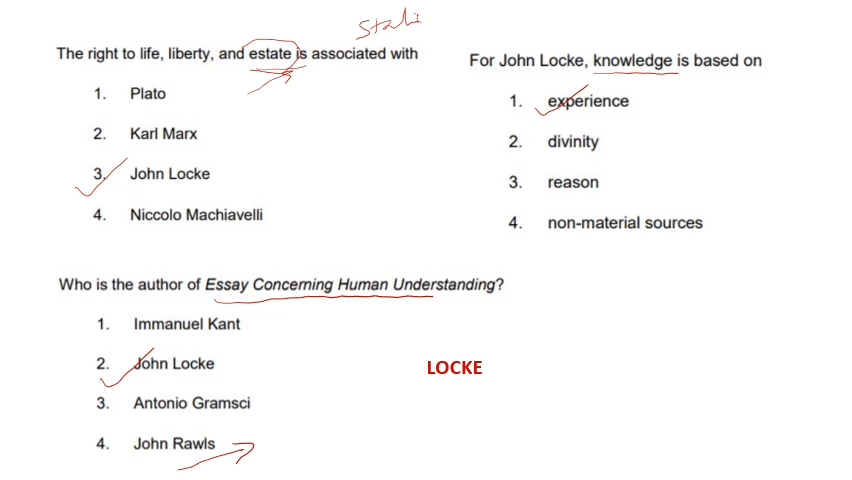 The right to life, liberty, and estate is associated with
1. Plato
2. Karl Marx
3. John Locke
4. Niccolo Machiavelli
For John Locke, knowledge is based on
1. experience
2. divinity
3. reason
4. non-material sources
Who is the author of Essay Concerning Human Understanding?
1. Immanuel Kant
2. John Locke
3. Antonio Gramsci
4. John Rawls
LOCKE